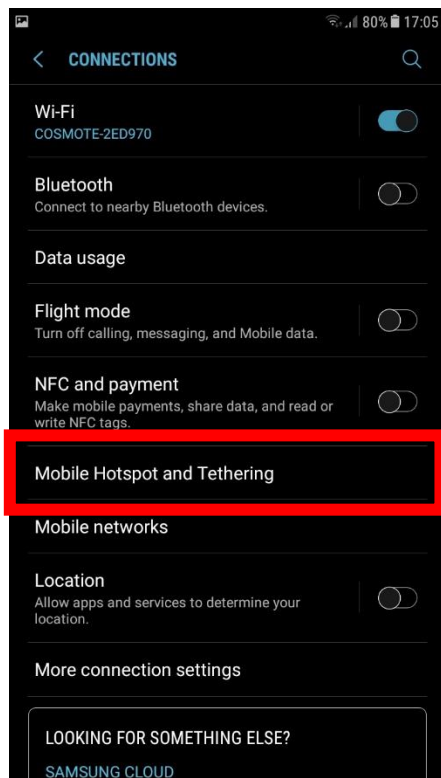 80% 17:05
CONNECTIONS
Wi-Fi
COSMOTE-2ED970
Bluetooth
Connect to nearby Bluetooth devices.
Data usage
Flight mode
Turn off calling, messaging, and Mobile data.
NFC and payment
Make mobile payments, share data, and read or
write NFC tags.
Mobile Hotspot and Tethering
Mobile networks
Location
Allow apps and services to determine your
location.
More connection settings
LOOKING FOR SOMETHING ELSE?
SAMSUNG CLOUD